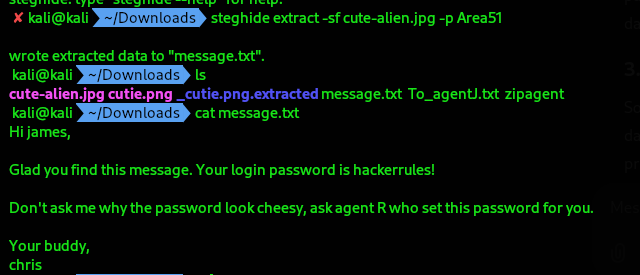 steghide: type "steghide --help" for help.
✘ kali@kali ~/Downloads steghide extract -sf cute-alien.jpg -p Area51
wrote extracted data to "message.txt".
kali@kali ~/Downloads ls
cute-alien.jpg cutie.png _cutie.png.extracted message.txt To_agentJ.txt zipagent
kali@kali ~/Downloads cat message.txt
Hi james,
Glad you find this message. Your login password is hackerrules!
Don't ask me why the password look cheesy, ask agent R who set this password for you.
Your buddy,
chris